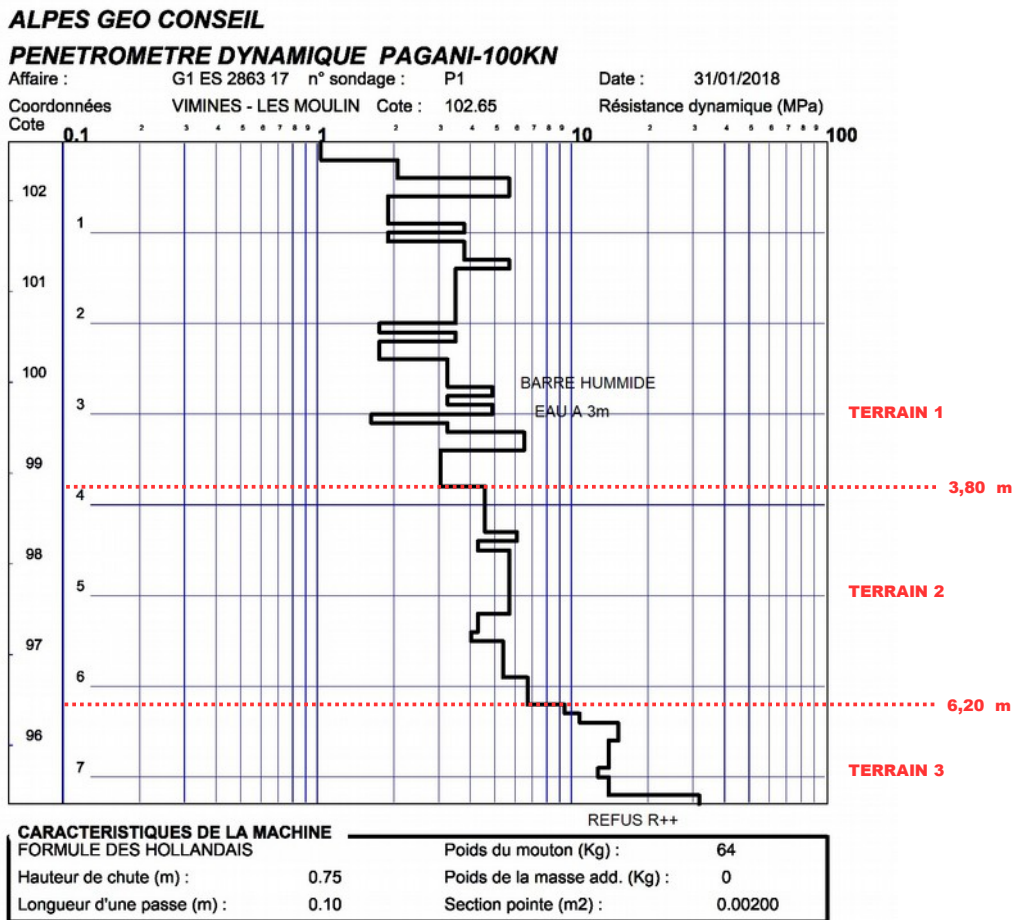 ALPES GEO CONSEIL
PENETROMETRE DYNAMIQUE PAGANI-100KN
Affaire : G1 ES 2863 17 n° sondage : P1 Date : 31/01/2018
Coordonnées VIMINES - LES MOULIN Cote : 102.65 Résistance dynamique (MPa)
Cote
0.1 2 3 4 5 6 7 8 9 1 2 3 4 5 6 7 8 9 10 2 3 4 5 6 7 8 9 100
102
1
101
2
100
BARRE HUMMIDE
3
EAU A 3m
TERRAIN 1
99
3,80 m
4
98
5
TERRAIN 2
97
6
6,20 m
96
7
TERRAIN 3
REFUS R++
CARACTERISTIQUES DE LA MACHINE
FORMULE DES HOLLANDAIS Poids du mouton (Kg) : 64
Hauteur de chute (m) : 0.75 Poids de la masse add. (Kg) : 0
Longueur d'une passe (m) : 0.10 Section pointe (m2) : 0.00200